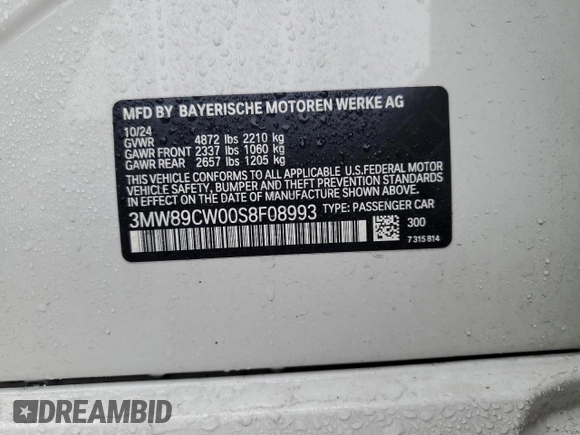 MFD BY BAYERISCHE MOTOREN WERKE AG
10/24
GVWR 4872 lbs 2210 kg
GAWR FRONT 2337 lbs 1060 kg
GAWR REAR 2657 lbs 1205 kg
THIS VEHICLE CONFORMS TO ALL APPLICABLE U.S.FEDERAL MOTOR
VEHICLE SAFETY, BUMPER AND THEFT PREVENTION STANDARDS
IN EFFECT ON THE DATE OF MANUFACTURE SHOWN ABOVE.
3MW89CW00S8F08993 TYPE: PASSENGER CAR
300
7 315 814
DREAMBID